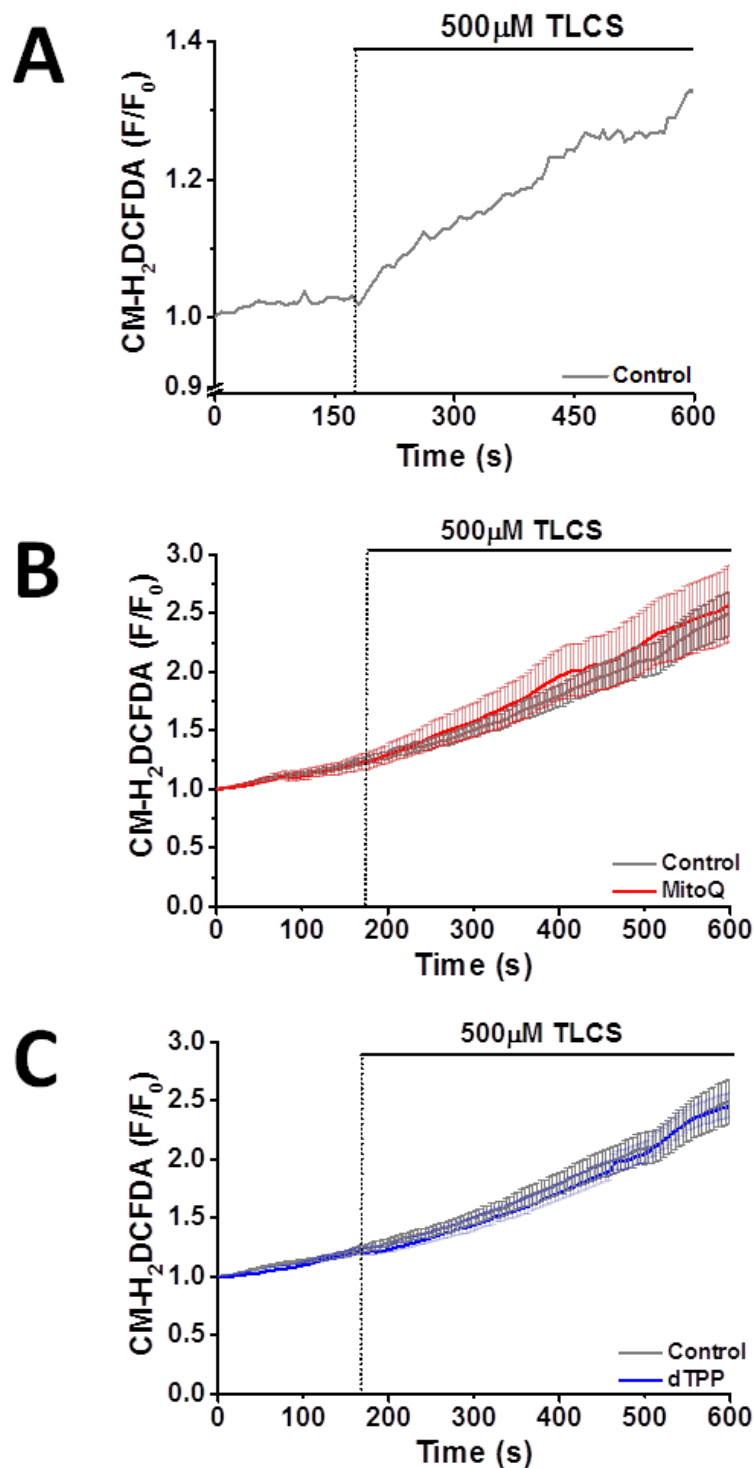 A
500μM TLCS
CM-H₂DCFDA (F/F₀)
1.4
1.2
1.0
0.9
Control
0 150 300 450 600
Time (s)
B
500μM TLCS
CM-H₂DCFDA (F/F₀)
3.0
2.5
2.0
1.5
1.0
0.5
0.0
Control
MitoQ
0 100 200 300 400 500 600
Time (s)
C
500μM TLCS
CM-H₂DCFDA (F/F₀)
3.0
2.5
2.0
1.5
1.0
0.5
0.0
Control
dTPP
0 100 200 300 400 500 600
Time (s)